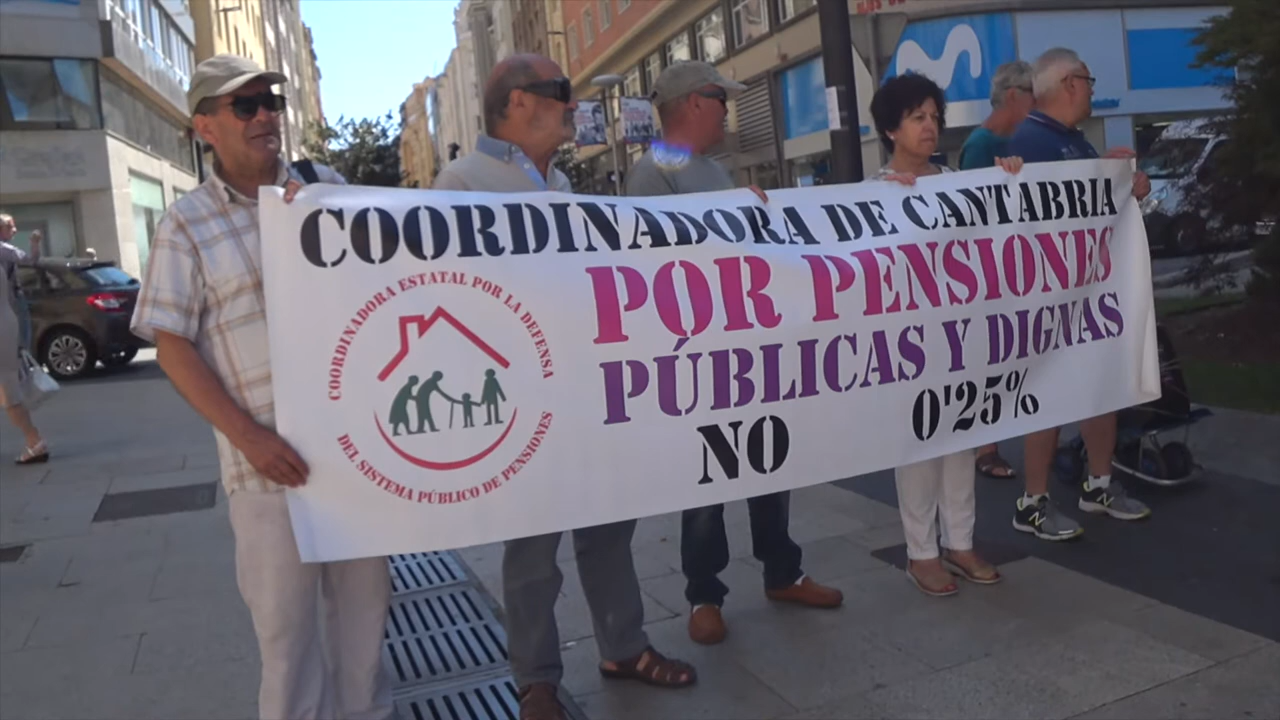 COORDINADORA DE CANTABRIA
POR PENSIONES
PÚBLICAS Y DIGNAS
NO 0'25%
COORDINADORA ESTATAL POR LA DEFENSA
DEL SISTEMA PÚBLICO DE PENSIONES